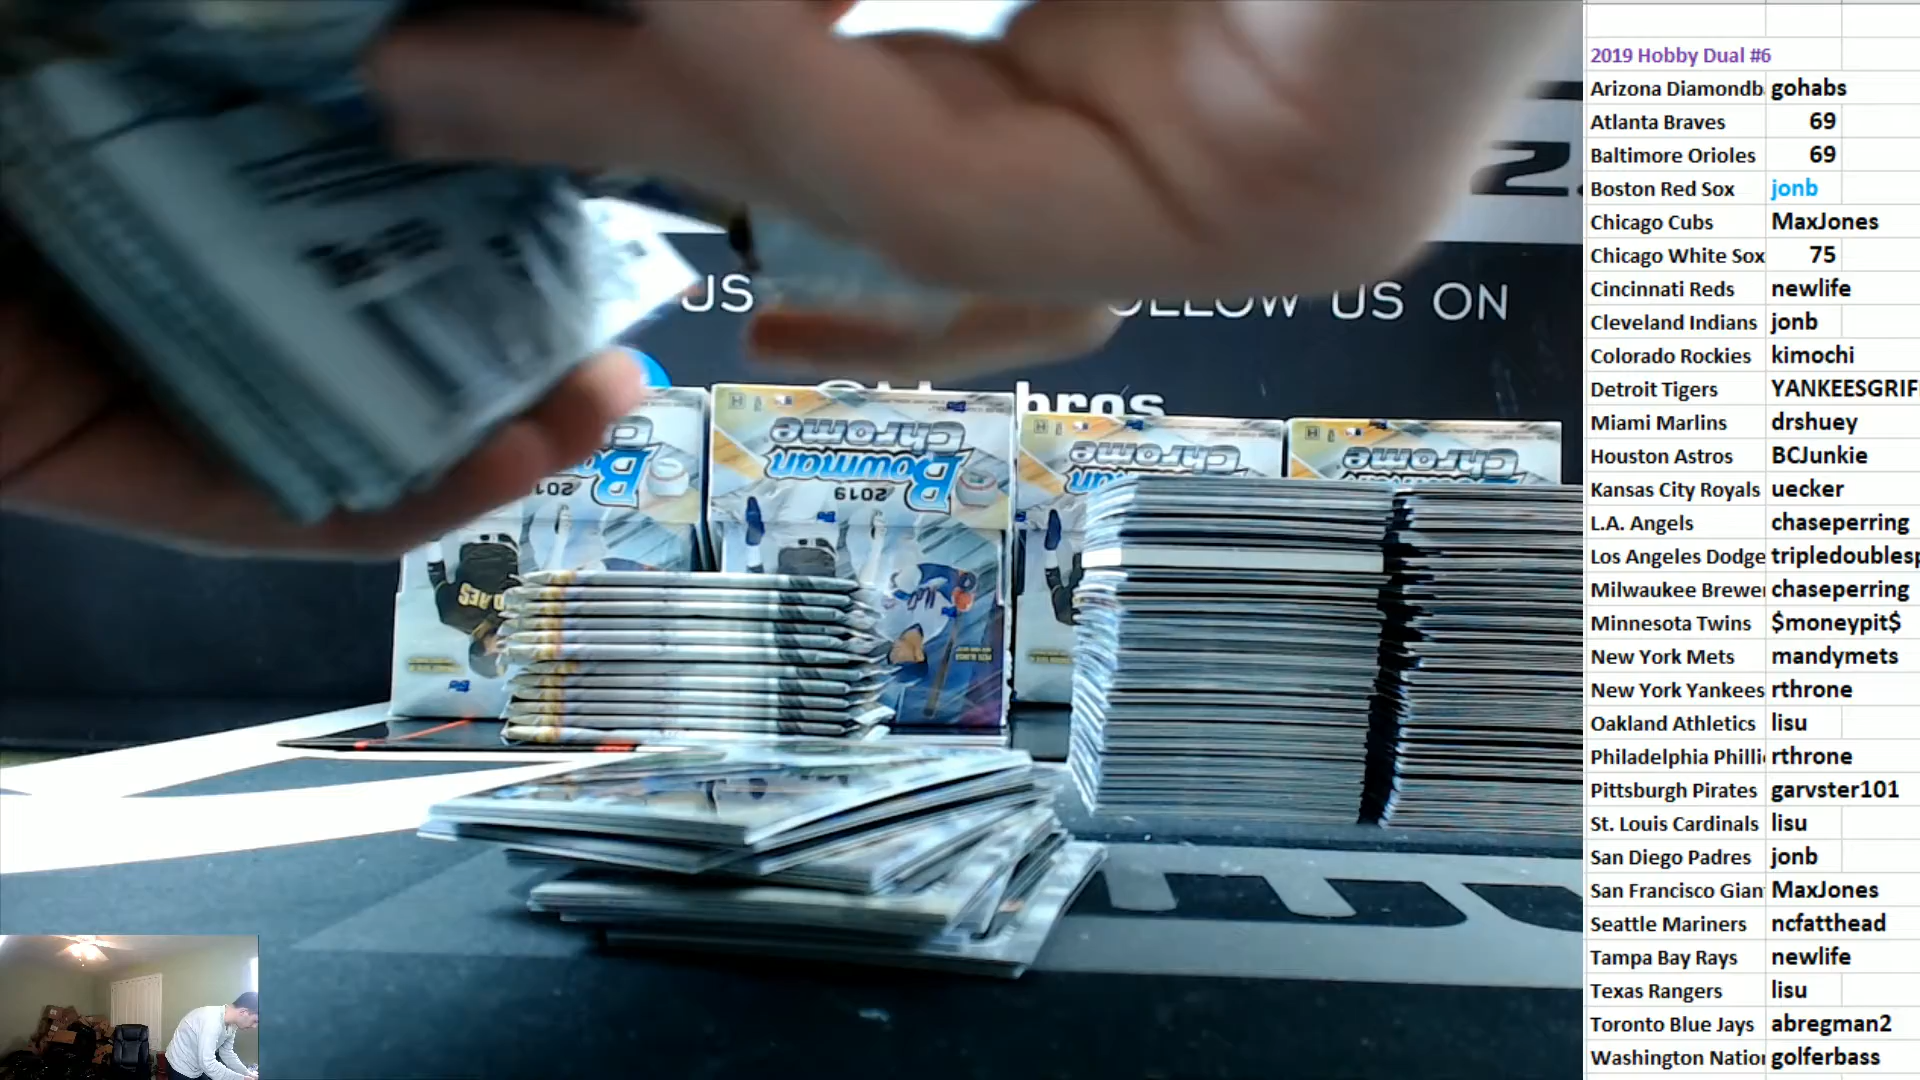 2019 Hobby Dual #6
Arizona Diamondb gohabs
Atlanta Braves 69
Baltimore Orioles 69
Boston Red Sox jonb
Chicago Cubs MaxJones
Chicago White Sox 75
Cincinnati Reds newlife
Cleveland Indians jonb
Colorado Rockies kimochi
Detroit Tigers YANKEESGRIF
Miami Marlins drshuey
Houston Astros BCJunkie
Kansas City Royals uecker
L.A. Angels chaseperring
Los Angeles Dodge tripledoublesp
Milwaukee Brewe chaseperring
Minnesota Twins $moneypit$
New York Mets mandymets
New York Yankees rthrone
Oakland Athletics lisu
Philadelphia Philli rthrone
Pittsburgh Pirates garvster101
St. Louis Cardinals lisu
San Diego Padres jonb
San Francisco Gian MaxJones
Seattle Mariners ncfatthead
Tampa Bay Rays newlife
Texas Rangers lisu
Toronto Blue Jays abregman2
Washington Natio golferbass
US
FOLLOW US ON
bros
Chrome
Bowman
2019
Chrome
Chrome